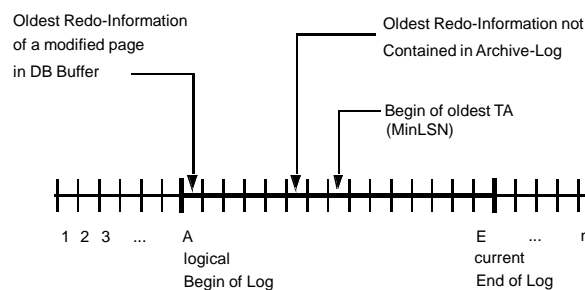 Oldest Redo-Information
of a modified page
in DB Buffer
Oldest Redo-Information not
Contained in Archive-Log
Begin of oldest TA
(MinLSN)
1 2 3 ... A E ... n
logical
Begin of Log
current
End of Log